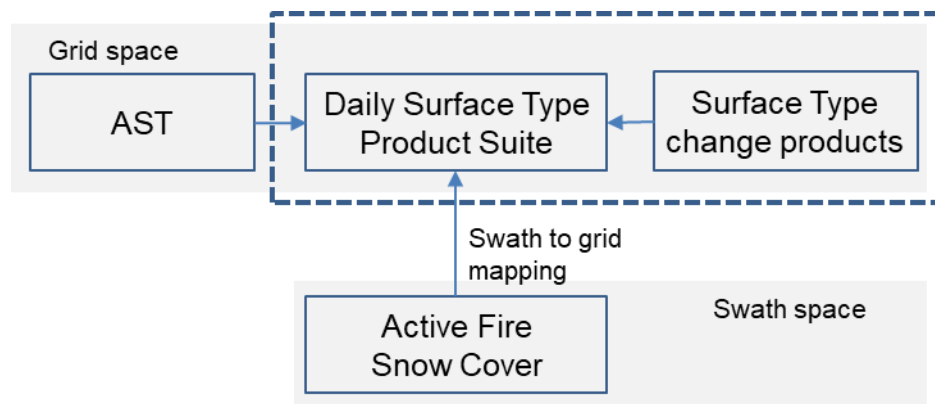 Grid space
AST
Daily Surface Type
Product Suite
Surface Type
change products
Swath to grid
mapping
Swath space
Active Fire
Snow Cover